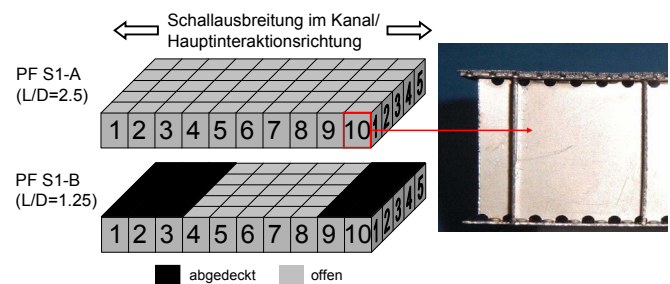 Schallausbreitung im Kanal/
Hauptinteraktionsrichtung
PF S1-A
(L/D=2.5)
1 2 3 4 5 6 7 8 9 10 1 2 3 4 5
PF S1-B
(L/D=1.25)
1 2 3 4 5 6 7 8 9 10 1 2 3 4 5
abgedeckt offen